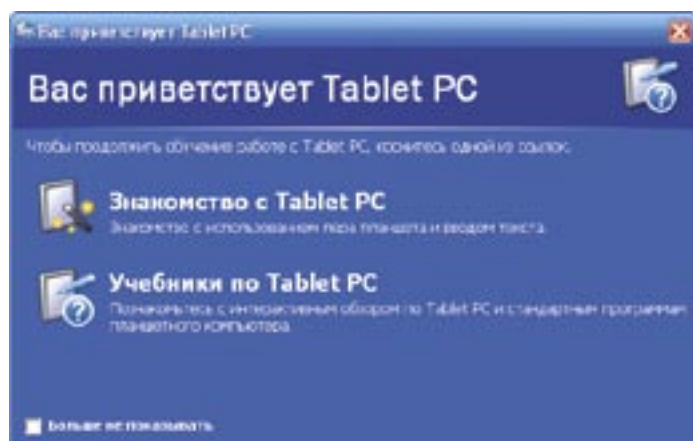 Вас приветствует Tablet PC
Вас приветствует Tablet PC
Чтобы продолжить обучение работе с Tablet PC, коснитесь одной из ссылок.
Знакомство с Tablet PC
Знакомство с использованием пера планшета и вводом текста.
Учебники по Tablet PC
Познакомьтесь с интерактивным обзором по Tablet PC и стандартным программам
планшетного компьютера.
Больше не показывать